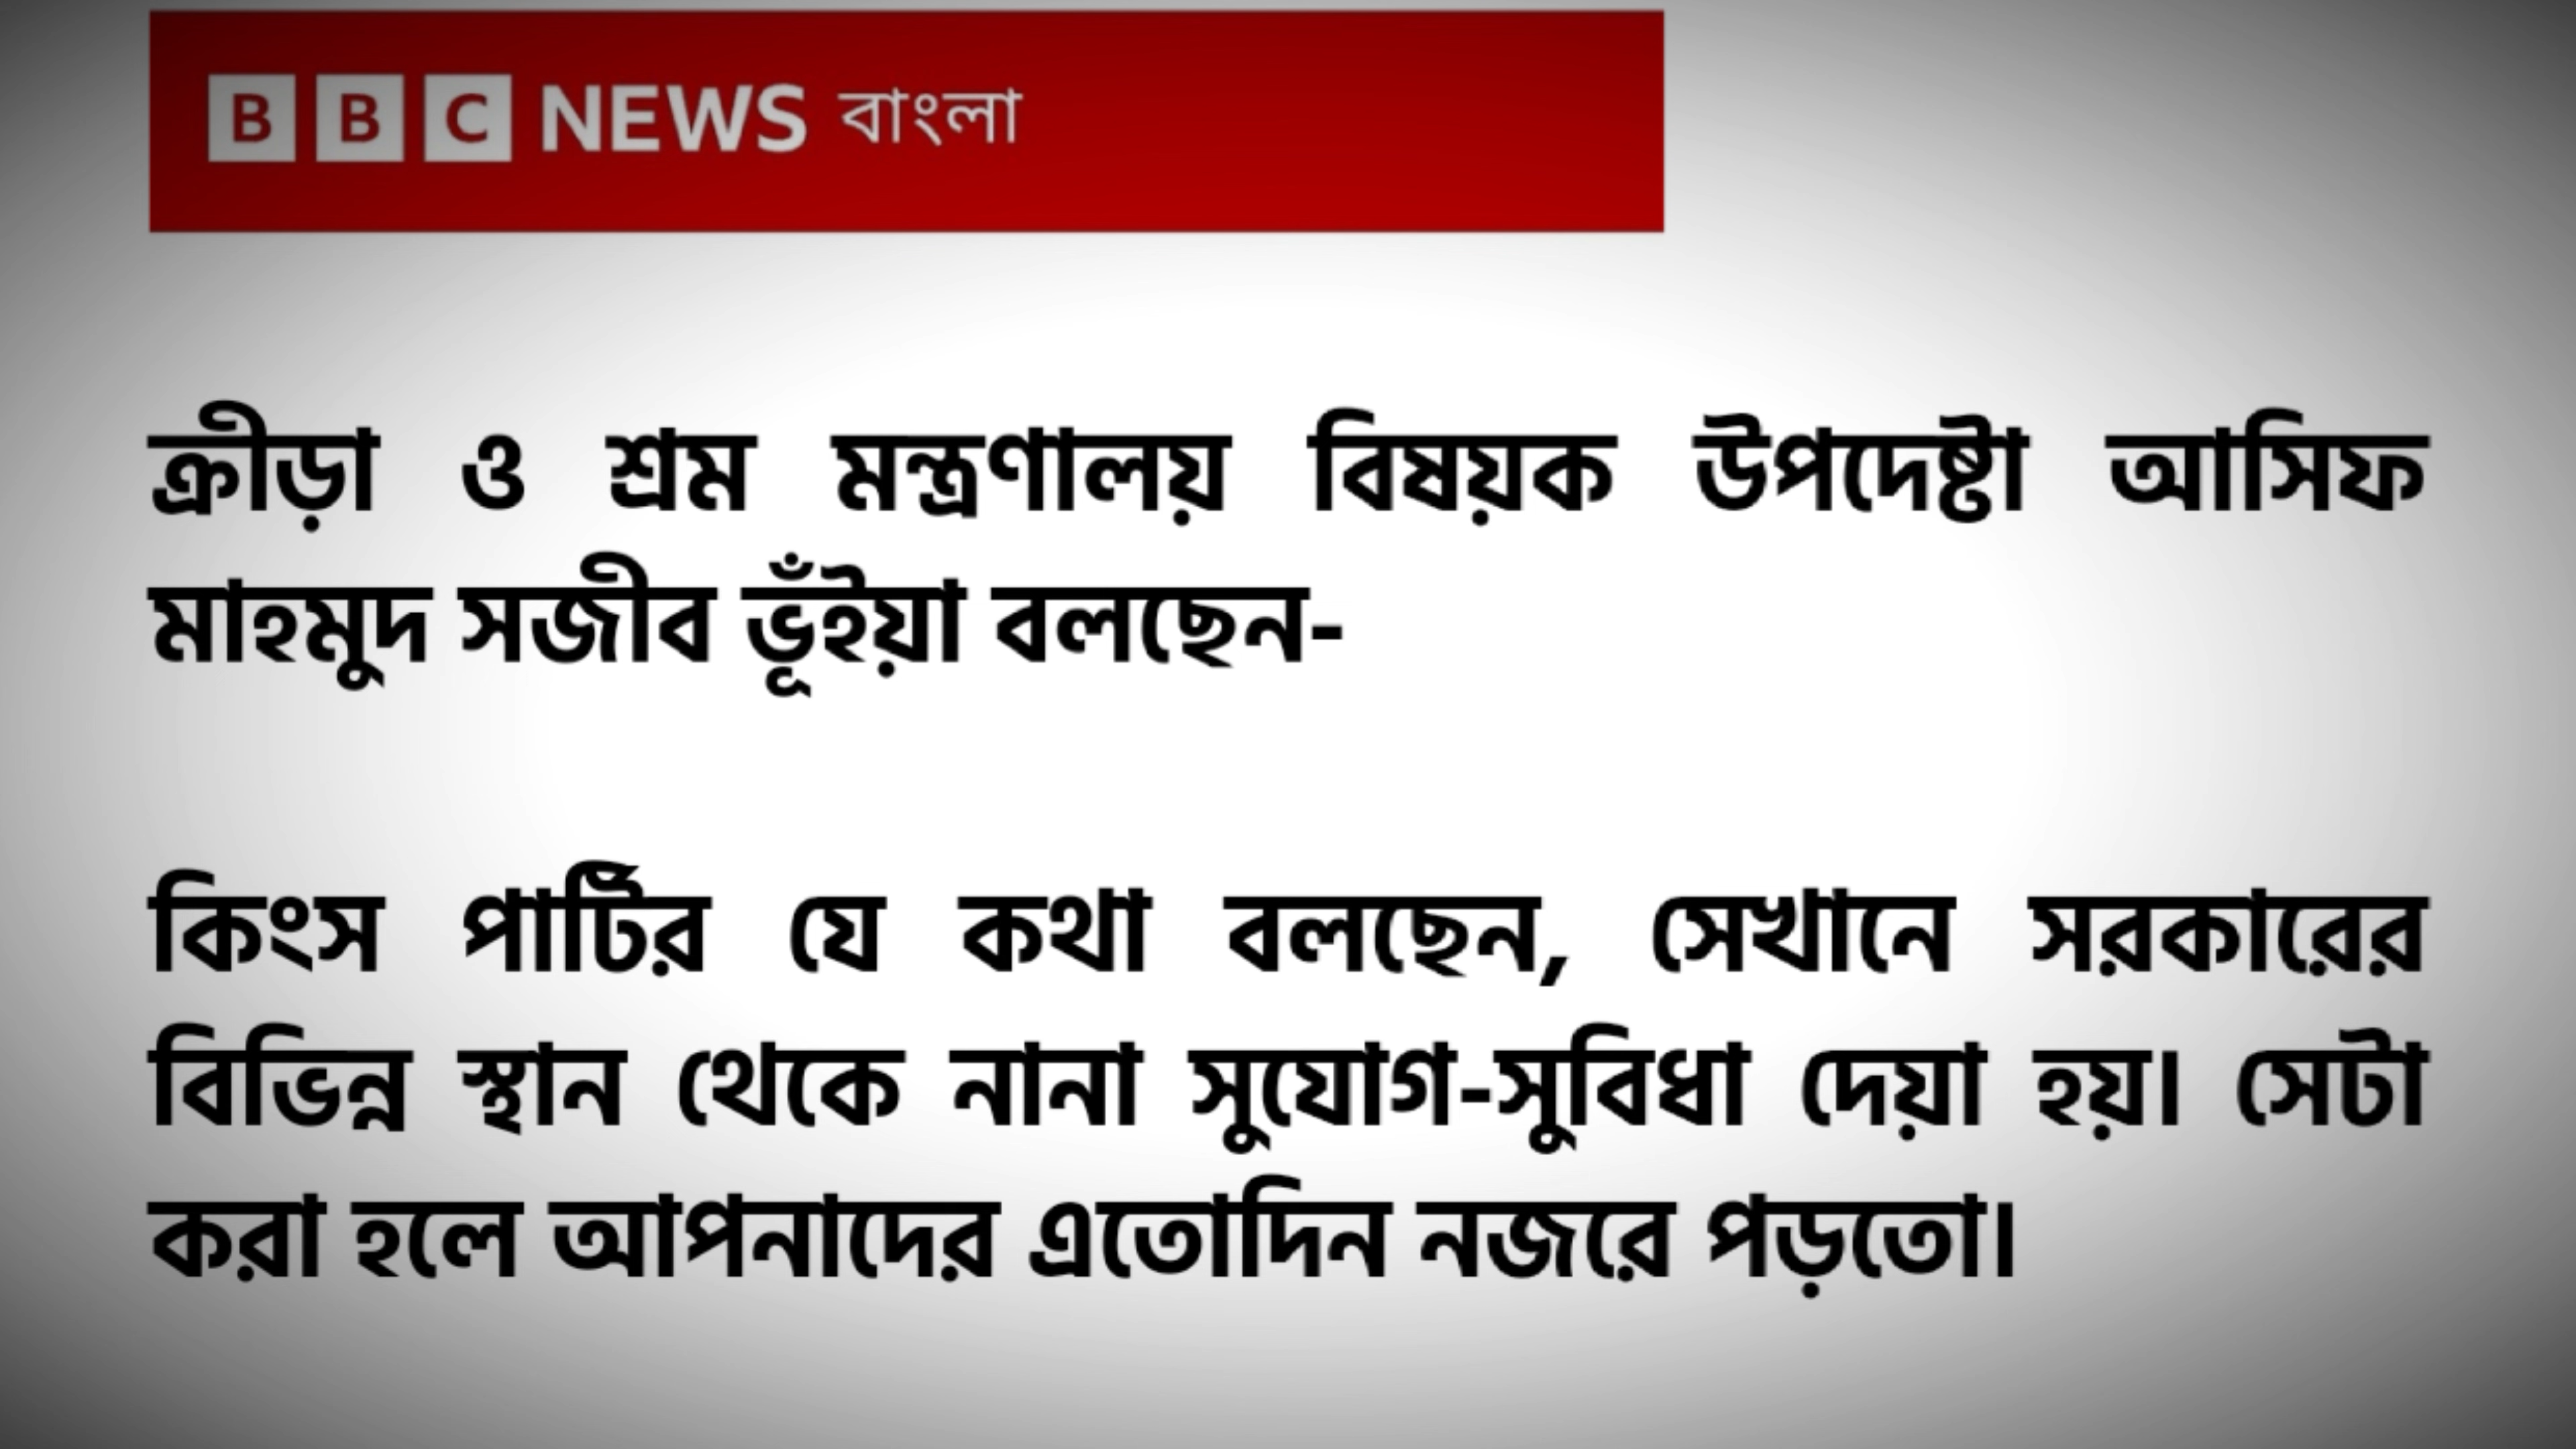 BBC NEWS বাংলা
ক্রীড়া ও শ্রম মন্ত্রণালয় বিষয়ক উপদেষ্টা আসিফ
মাহমুদ সজীব ভূঁইয়া বলছেন-
কিংস পার্টির যে কথা বলছেন, সেখানে সরকারের
বিভিন্ন স্থান থেকে নানা সুযোগ-সুবিধা দেয়া হয়। সেটা
করা হলে আপনাদের এতোদিন নজরে পড়তো।